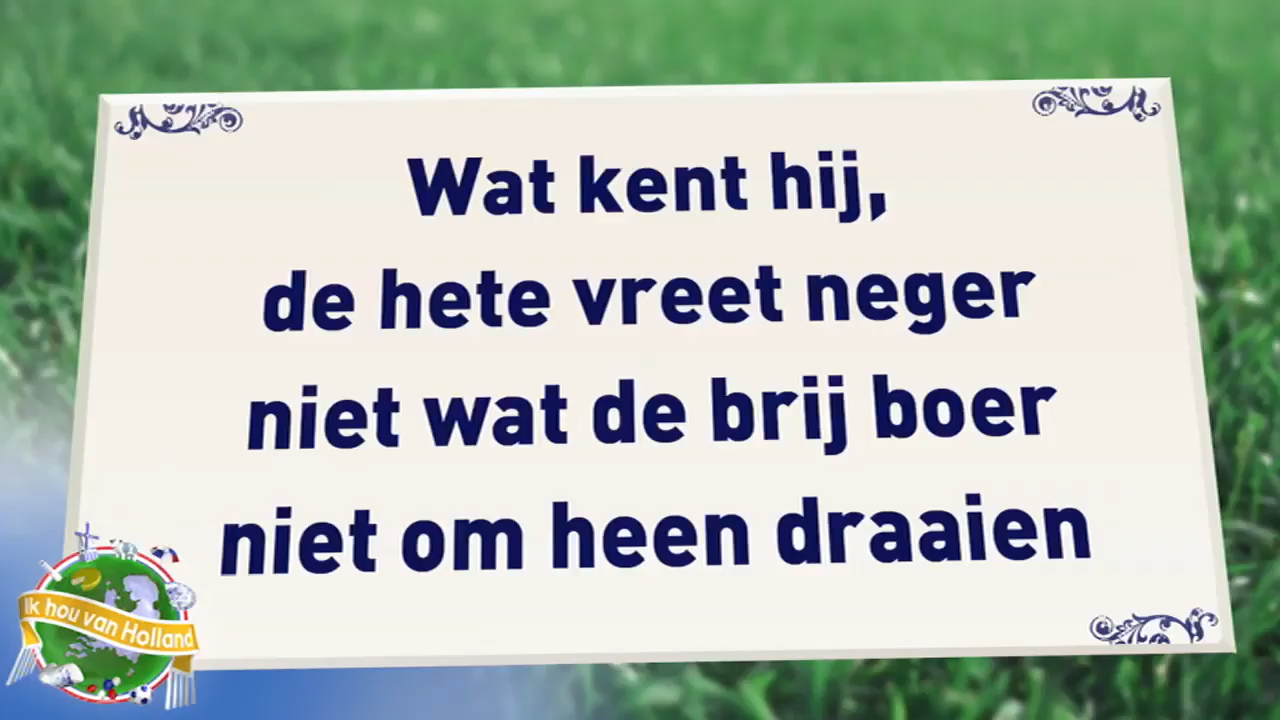 Wat kent hij,
de hete vreet neger
niet wat de brij boer
niet om heen draaien
Ik hou van Holland